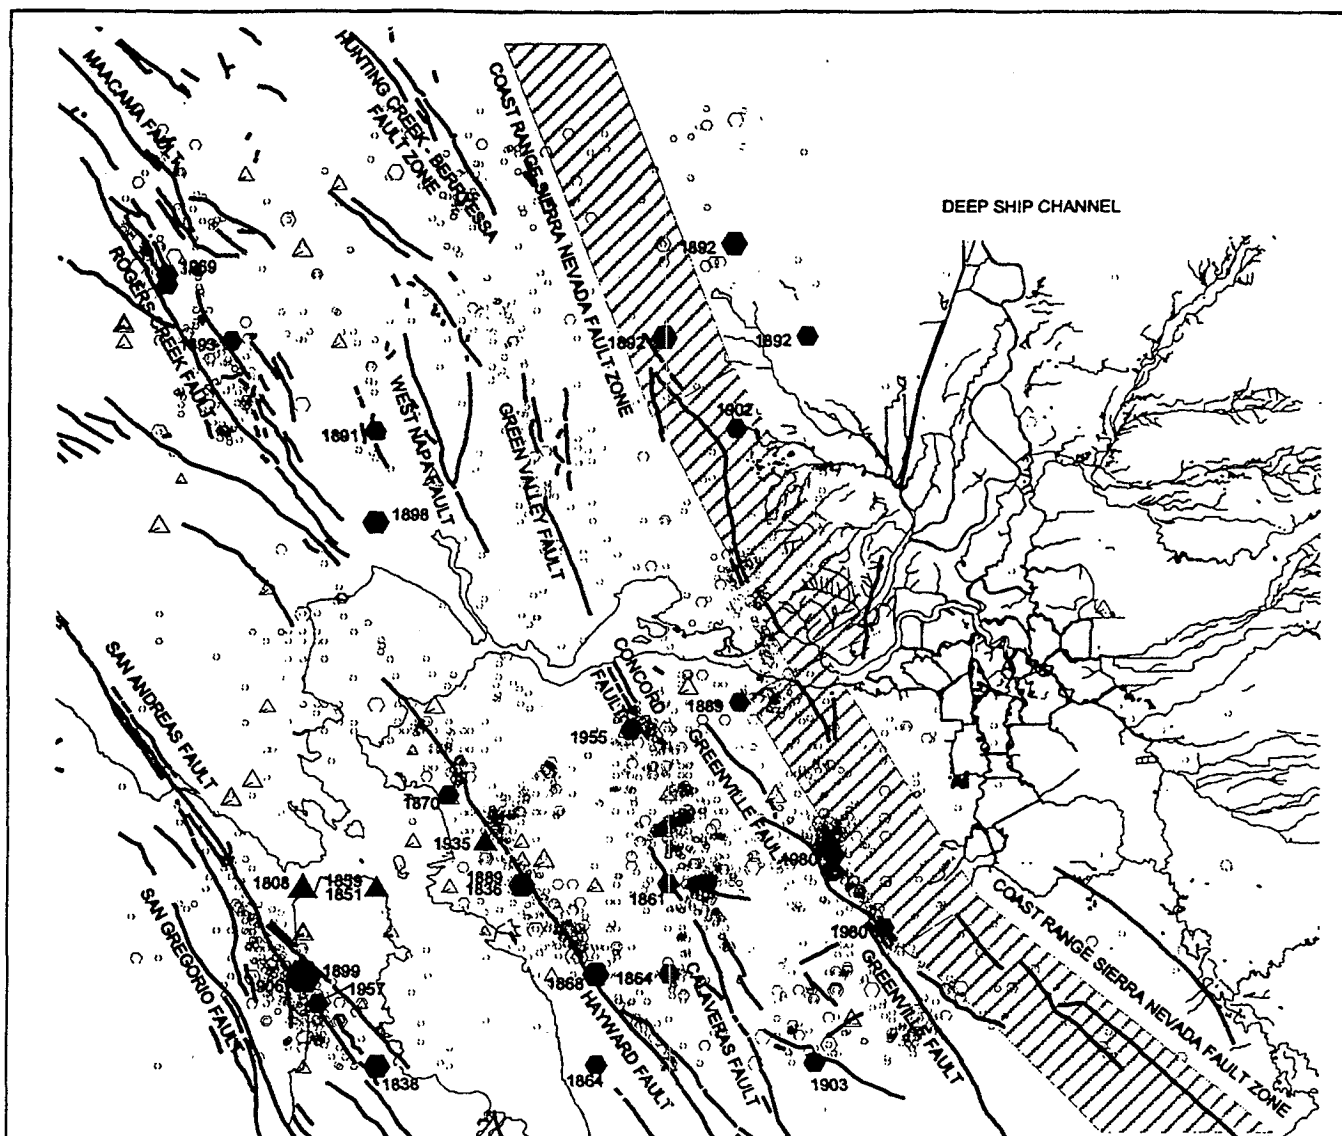 MAACAMA FAULT
HUNTING CREEK - BERRYESSA
FAULT ZONE
COAST RANGE SIERRA NEVADA FAULT ZONE
DEEP SHIP CHANNEL
1969
ROGERS CREEK FAULT
1893
1892
1892
1892
1902
1891
WEST NAPA FAULT
GREEN VALLEY FAULT
1898
SAN ANDREAS FAULT
CONCORD
FAULT
1889
1955
GREENVILLE FAULT
1870
1935
1980
1808
1859
1851
1889
1836
1861
1980
SAN GREGORIO FAULT
1899
1906
1957
1868
1864
HAYWARD FAULT
CALAVERAS FAULT
GREENVILLE FAULT
COAST RANGE SIERRA NEVADA FAULT ZONE
1838
1864
1903